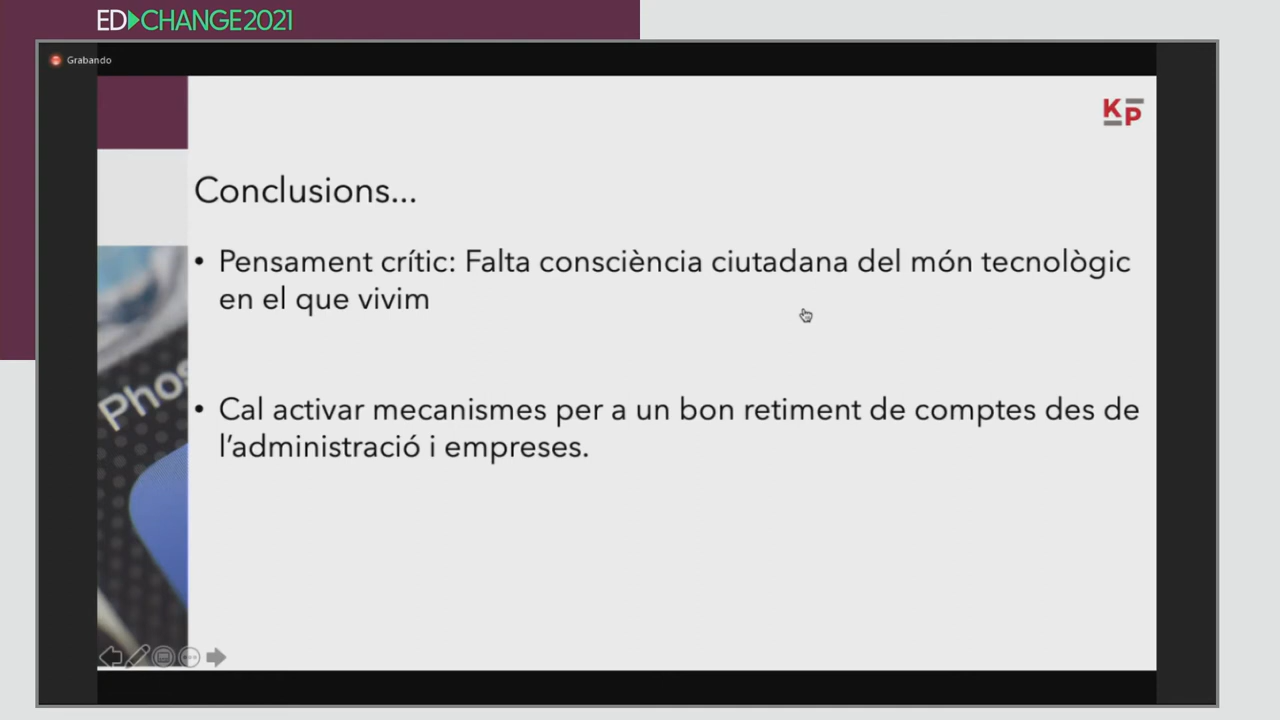 ED CHANGE2021
Grabando
KP
Conclusions...
• Pensament crític: Falta consciència ciutadana del món tecnològic
en el que vivim
Phos
• Cal activar mecanismes per a un bon retiment de comptes des de
l'administració i empreses.